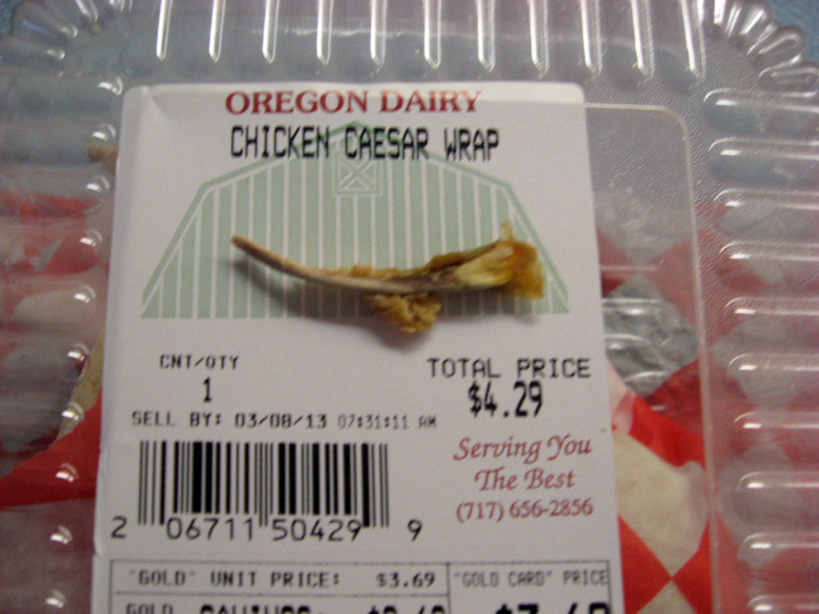 OREGON DAIRY
CHICKEN CAESAR WRAP
CNT/QTY
1
TOTAL PRICE
$4.29
SELL BY: 03/08/13 07:31:11 AM
Serving You
The Best
(717) 656-2856
2 06711 50429 9
"GOLD" UNIT PRICE: $3.69
"GOLD CARD" PRICE
GOLD